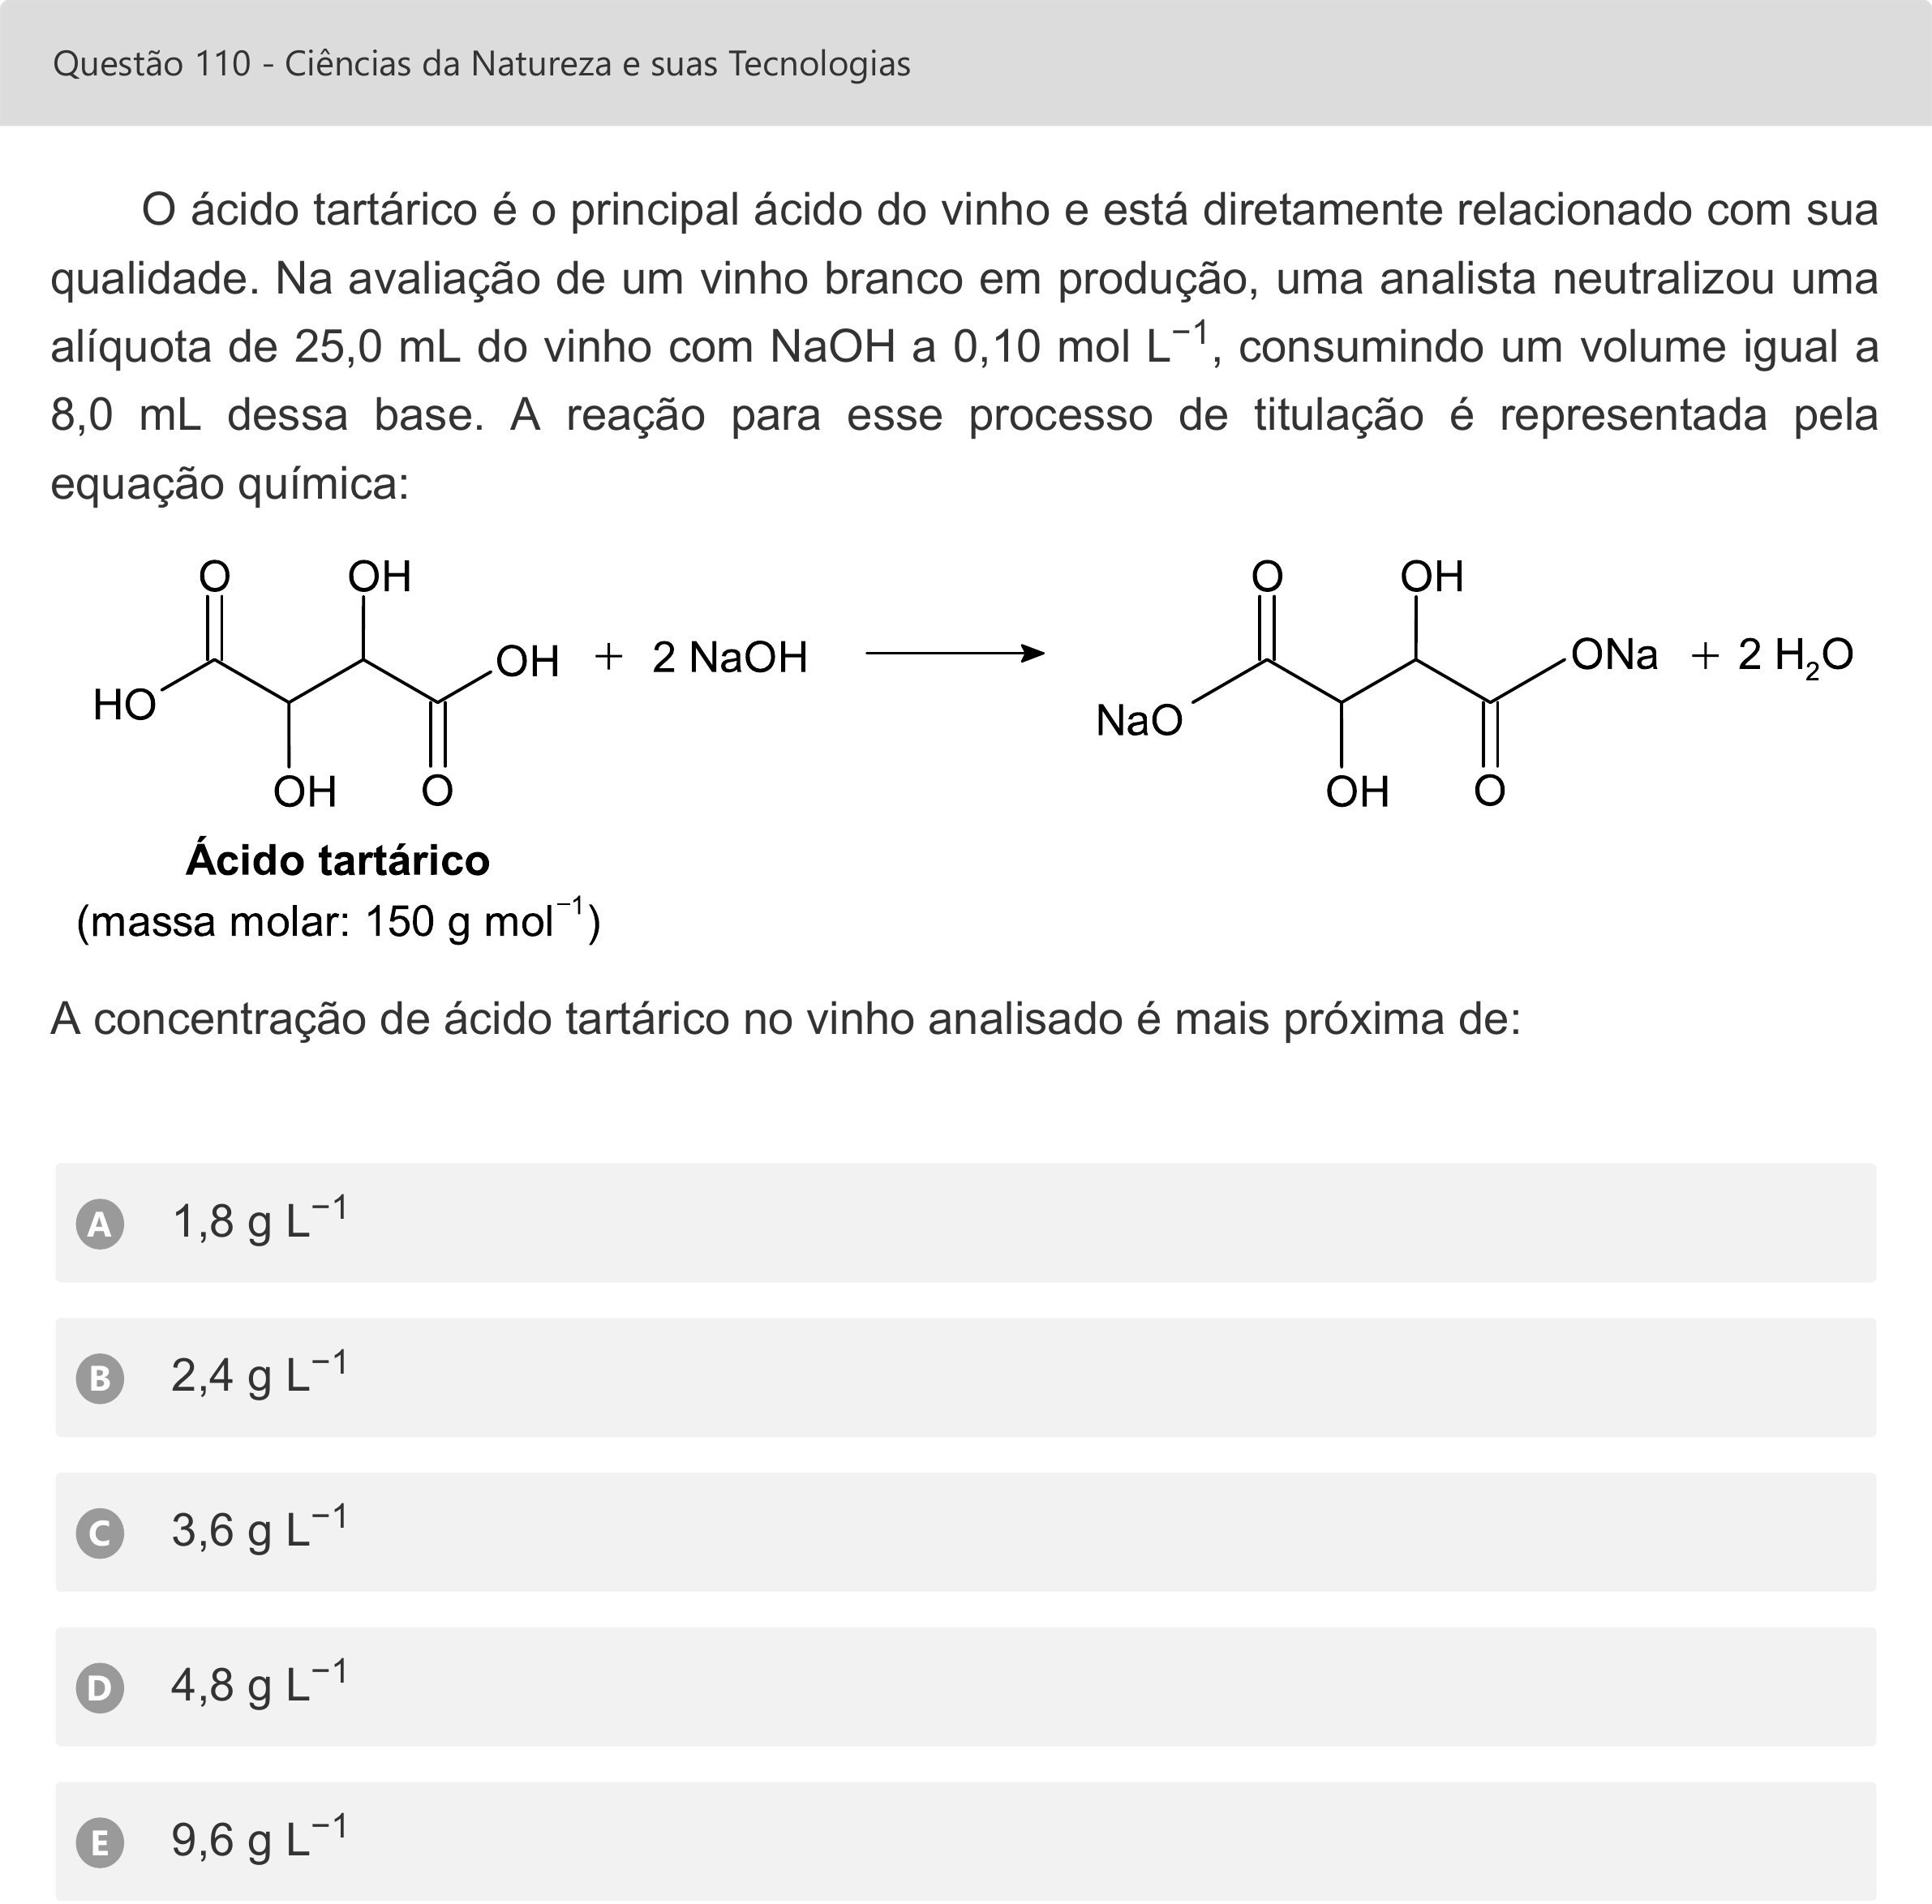 Questão 110 - Ciências da Natureza e suas Tecnologias
O ácido tartárico é o principal ácido do vinho e está diretamente relacionado com sua
qualidade. Na avaliação de um vinho branco em produção, uma analista neutralizou uma
alíquota de 25,0 mL do vinho com NaOH a 0,10 mol L⁻¹, consumindo um volume igual a
8,0 mL dessa base. A reação para esse processo de titulação é representada pela
equação química:
O OH O OH
HO OH + 2 NaOH NaO ONa + 2 H₂O
OH O OH O
Ácido tartárico
(massa molar: 150 g mol⁻¹)
A concentração de ácido tartárico no vinho analisado é mais próxima de:
A 1,8 g L⁻¹
B 2,4 g L⁻¹
C 3,6 g L⁻¹
D 4,8 g L⁻¹
E 9,6 g L⁻¹